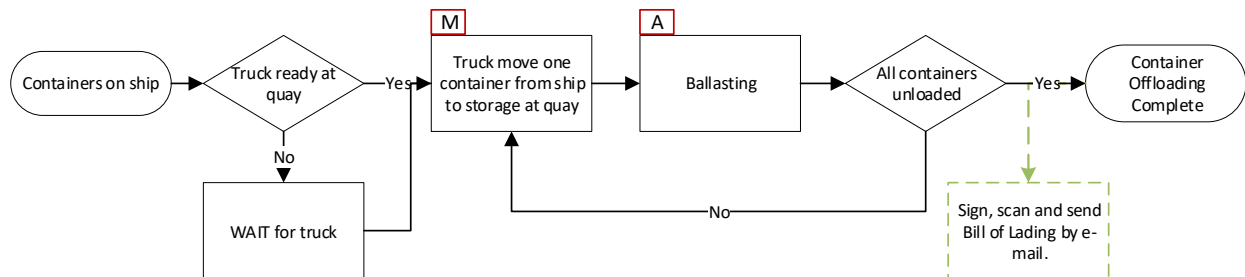 M
A
Containers on ship
Truck ready at
quay
Yes
Truck move one
container from ship
to storage at quay
Ballasting
All containers
unloaded
Yes
Container
Offloading
Complete
No
WAIT for truck
No
Sign, scan and send
Bill of Lading by e-
mail.